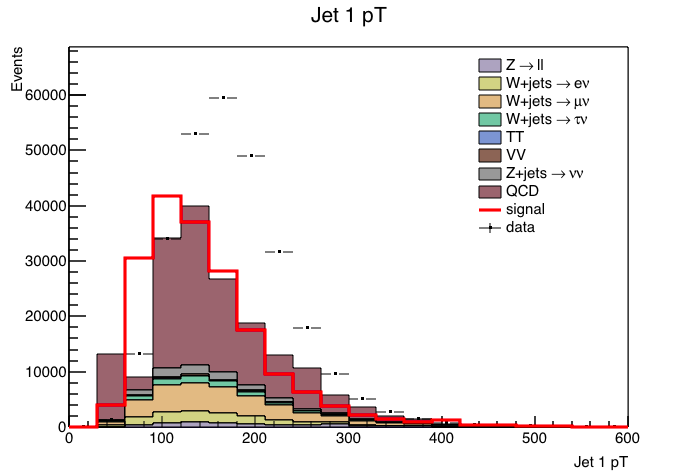 Jet 1 pT
Events
60000
50000
40000
30000
20000
10000
0
0 100 200 300 400 500 600
Jet 1 pT
Z → ll
W+jets → eν
W+jets → μν
W+jets → τν
TT
VV
Z+jets → νν
QCD
signal
data